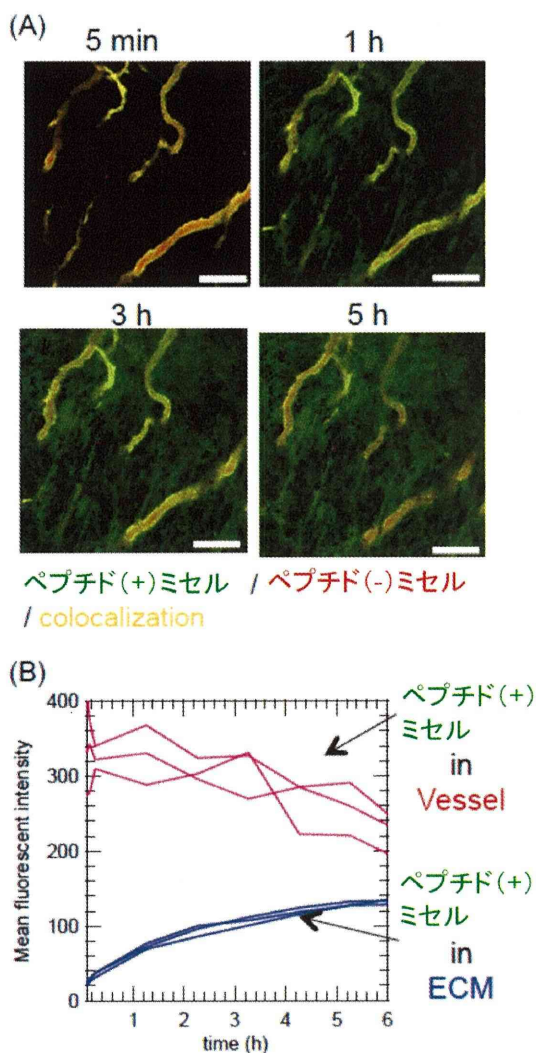 (A)
5 min
1 h
3 h
5 h
ペプチド(+)ミセル / ペプチド(-)ミセル
/ colocalization
(B)
400
300
200
100
0
Mean fluorescent intensity
0 1 2 3 4 5 6
time (h)
ペプチド(+)
ミセル
in
Vessel
ペプチド(+)
ミセル
in
ECM